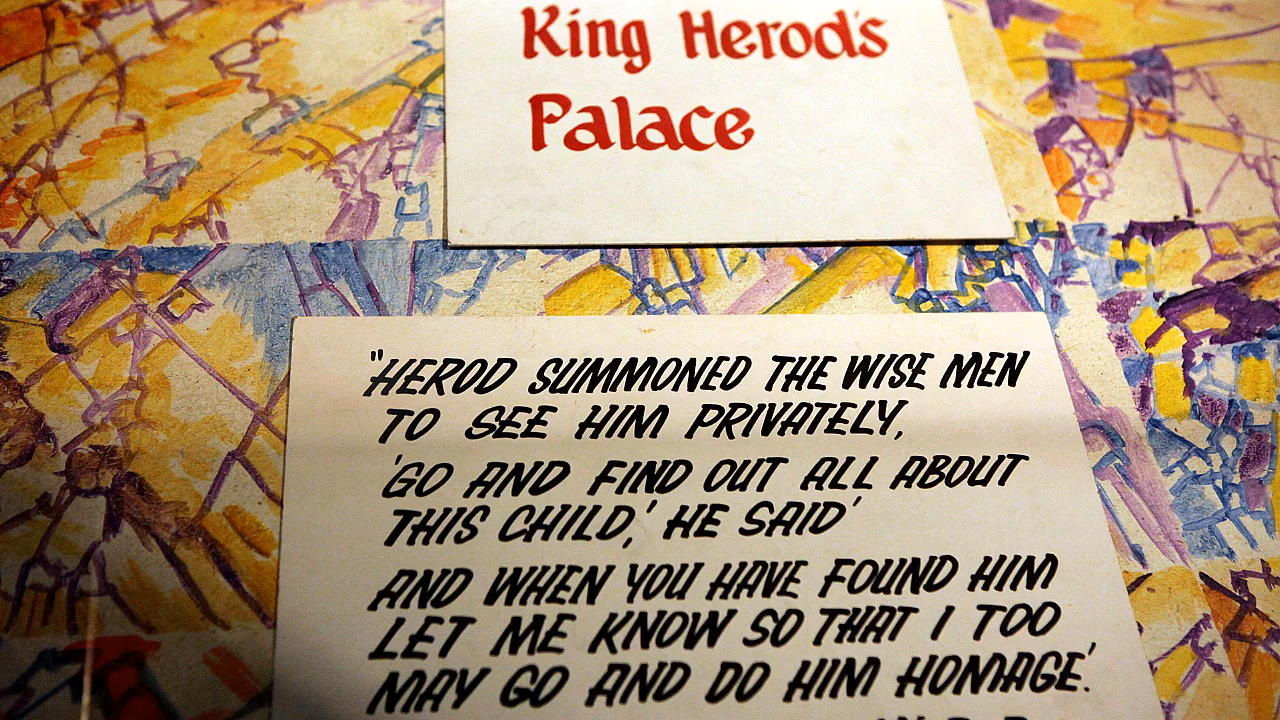 King Herod's
Palace
"HEROD SUMMONED THE WISE MEN
TO SEE HIM PRIVATELY,
'GO AND FIND OUT ALL ABOUT
THIS CHILD,' HE SAID'
AND WHEN YOU HAVE FOUND HIM
LET ME KNOW SO THAT I TOO
MAY GO AND DO HIM HOMAGE.'